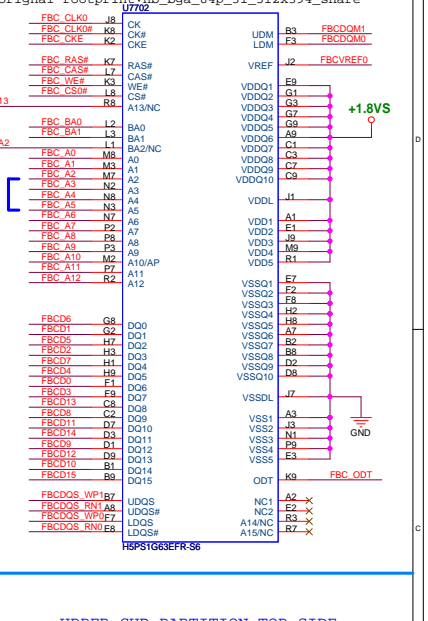 U7702
FBC_CLK0 J8 CK
FBC_CLK0# K8 CK#
FBC_CKE K2 CKE
FBC_RAS# K7 RAS#
FBC_CAS# L7 CAS#
FBC_WE# K3 WE#
FBC_CS0# L8 CS#
13 R8 A13/NC
FBC_BA0 L2 BA0
FBC_BA1 L3 BA1
A2 L1 BA2/NC
FBC_A0 M8 A0
FBC_A1 M3 A1
FBC_A2 M7 A2
FBC_A3 N2 A3
FBC_A4 N8 A4
FBC_A5 N3 A5
FBC_A6 N7 A6
FBC_A7 P2 A7
FBC_A8 P8 A8
FBC_A9 P3 A9
FBC_A10 M2 A10/AP
FBC_A11 P7 A11
FBC_A12 R2 A12
FBCD6 G8 DQ0
FBCD1 G2 DQ1
FBCD5 H7 DQ2
FBCD2 H3 DQ3
FBCD7 H1 DQ4
FBCD4 H9 DQ5
FBCD0 F1 DQ6
FBCD3 F9 DQ7
FBCD13 C8 DQ8
FBCD8 C2 DQ9
FBCD11 D7 DQ10
FBCD14 D3 DQ11
FBCD9 D1 DQ12
FBCD12 D9 DQ13
FBCD10 B1 DQ14
FBCD15 B9 DQ15
FBCDQS_WP1 B7 UDQS
FBCDQS_RN1 A8 UDQS#
FBCDQS_WP0 F7 LDQS
FBCDQS_RN0 E8 LDQS#
H5PS1G63EFR-S6
UDM B3 FBCDQM1
LDM F3 FBCDQM0
VREF J2 FBCVREF0
VDDQ1 E9
VDDQ2 G1
VDDQ3 G3
VDDQ4 G7
VDDQ5 G9
VDDQ6 A9
VDDQ7 C1
VDDQ8 C3
VDDQ9 C7
VDDQ10 C9
+1.8VS
VDDL J1
VDD1 A1
VDD2 E1
VDD3 J9
VDD4 M9
VDD5 R1
VSSQ1 E7
VSSQ2 F2
VSSQ3 F8
VSSQ4 H2
VSSQ5 H8
VSSQ6 A7
VSSQ7 B2
VSSQ8 B8
VSSQ9 D2
VSSQ10 D8
VSSDL J7
VSS1 A3
VSS2 J3
VSS3 N1
VSS4 P9
VSS5 E3
GND
ODT K9 FBC_ODT
NC1 A2
NC2 E2
A14/NC R3
A15/NC R7
D
C